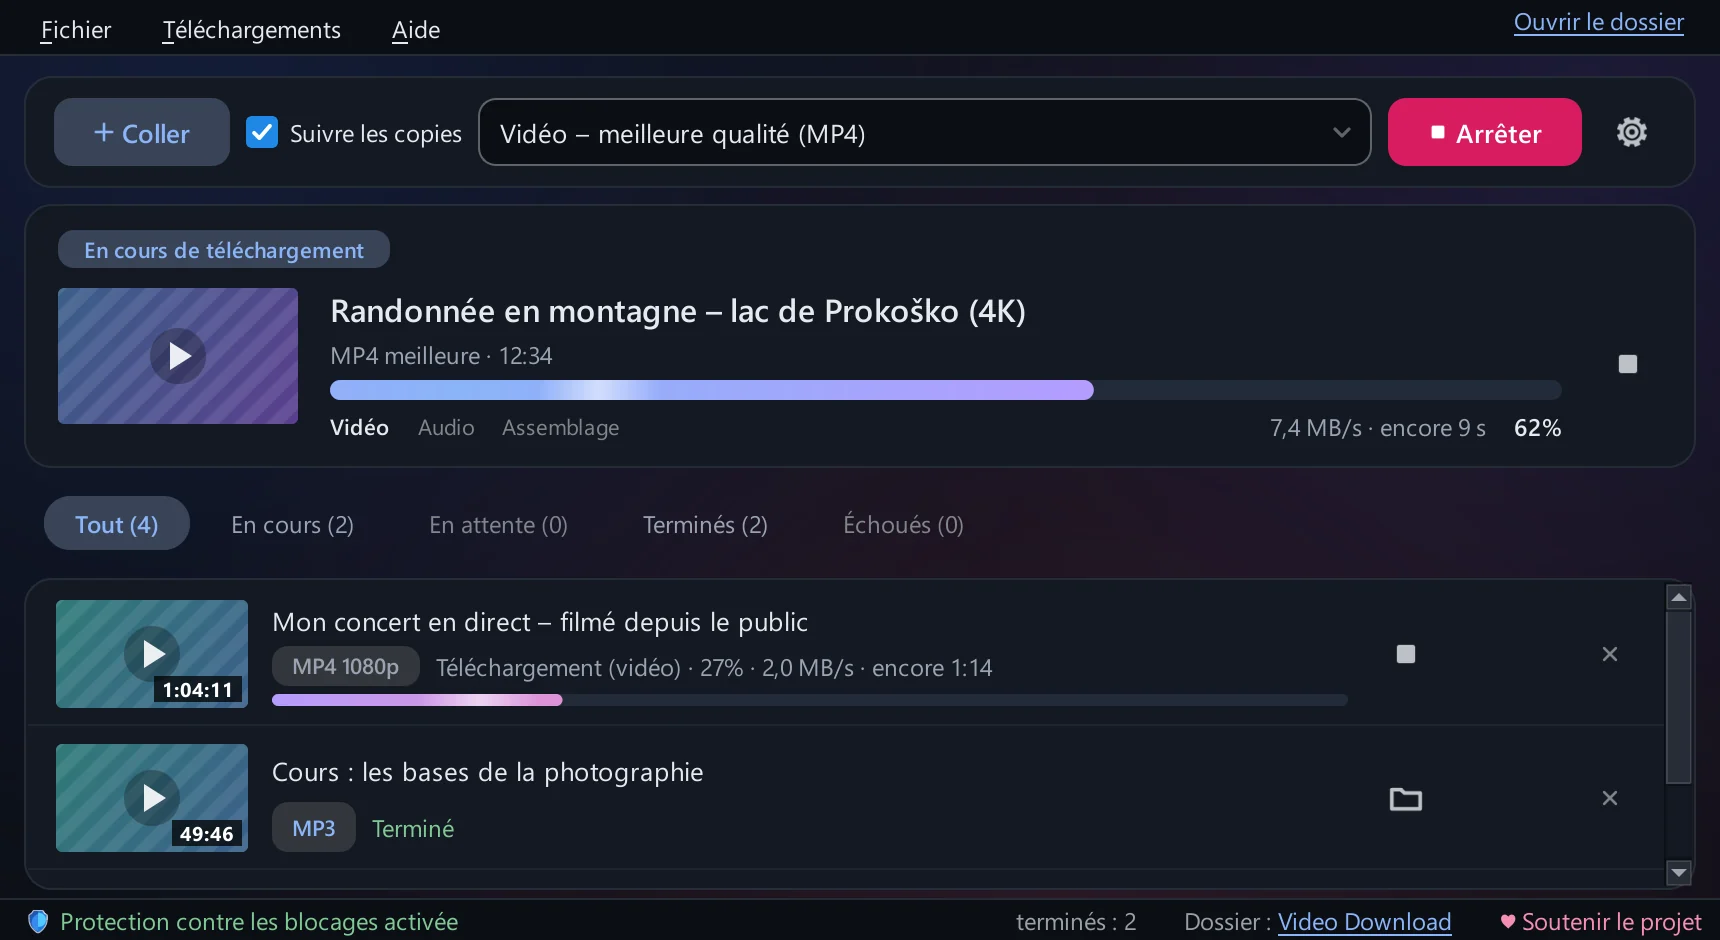 Fichier Téléchargements Aide Ouvrir le dossier
+ Coller Suivre les copies Vidéo – meilleure qualité (MP4) Arrêter
En cours de téléchargement
Randonnée en montagne – lac de Prokoško (4K)
MP4 meilleure · 12:34
Vidéo Audio Assemblage 7,4 MB/s · encore 9 s 62%
Tout (4) En cours (2) En attente (0) Terminés (2) Échoués (0)
Mon concert en direct – filmé depuis le public
MP4 1080p Téléchargement (vidéo) · 27% · 2,0 MB/s · encore 1:14
1:04:11
Cours : les bases de la photographie
MP3 Terminé
49:46
Protection contre les blocages activée terminés : 2 Dossier : Video Download ♥ Soutenir le projet